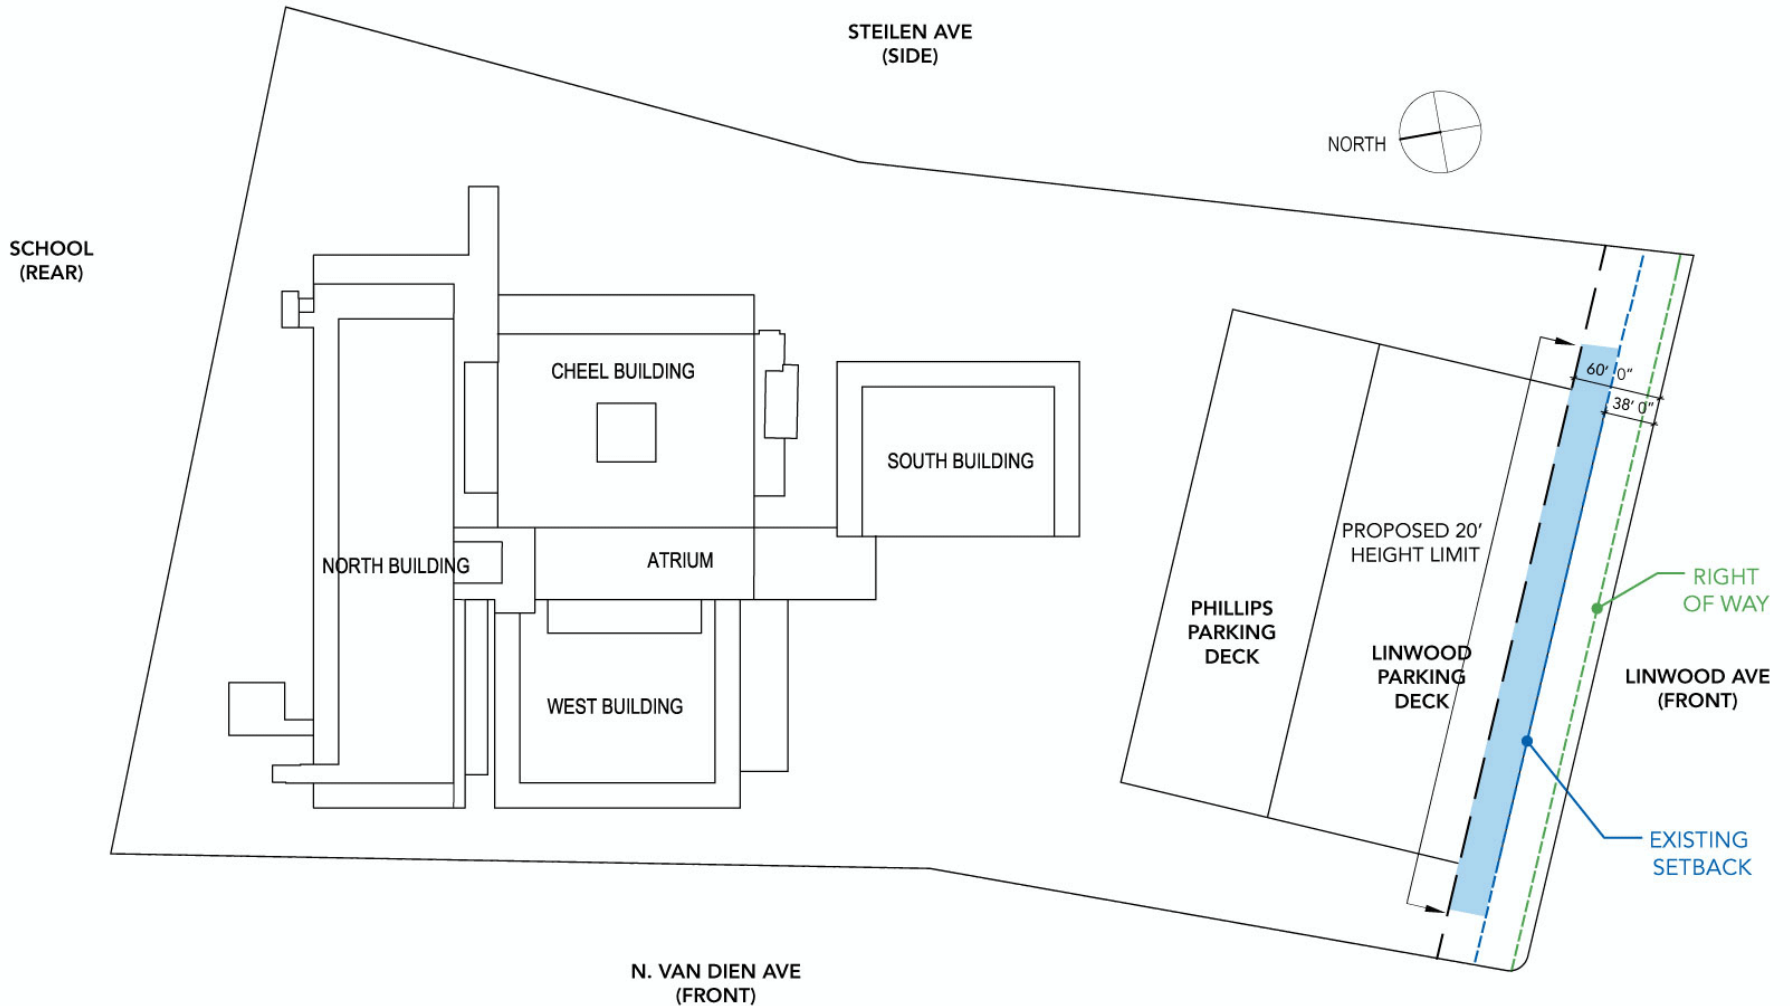 STEILEN AVE
(SIDE)
NORTH
SCHOOL
(REAR)
CHEEL BUILDING
60' 0"
38' 0"
SOUTH BUILDING
PROPOSED 20'
HEIGHT LIMIT
NORTH BUILDING
ATRIUM
RIGHT
OF WAY
PHILLIPS
PARKING
DECK
LINWOOD
PARKING
DECK
LINWOOD AVE
(FRONT)
WEST BUILDING
EXISTING
SETBACK
N. VAN DIEN AVE
(FRONT)